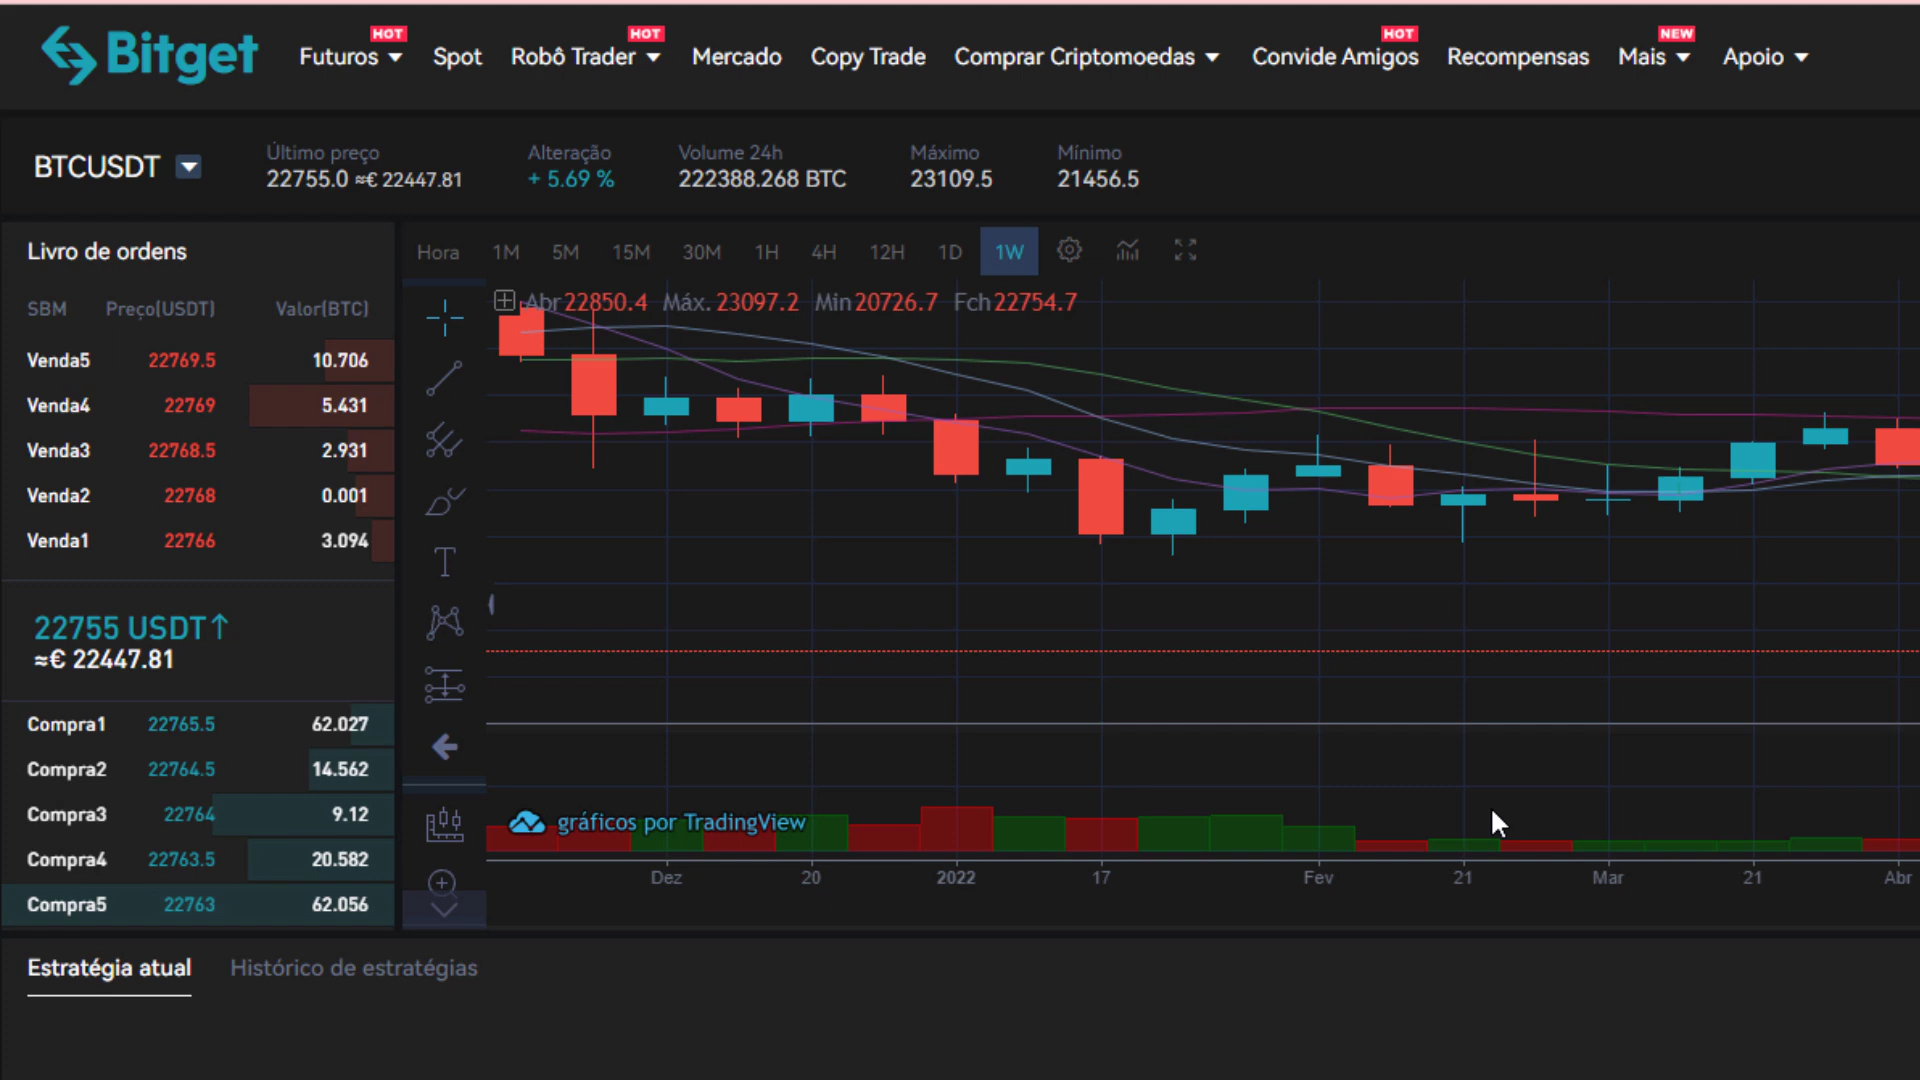 Bitget
HOT HOT HOT NEW
Futuros Spot Robô Trader Mercado Copy Trade Comprar Criptomoedas Convide Amigos Recompensas Mais Apoio
BTCUSDT
Último preço Alteração Volume 24h Máximo Mínimo
22755.0 ≈€ 22447.81 + 5.69 % 222388.268 BTC 23109.5 21456.5
Livro de ordens
Hora 1M 5M 15M 30M 1H 4H 12H 1D 1W
SBM Preço(USDT) Valor(BTC)
Abr 22850.4 Máx. 23097.2 Min 20726.7 Fch 22754.7
Venda5 22769.5 10.706
Venda4 22769 5.431
Venda3 22768.5 2.931
Venda2 22768 0.001
Venda1 22766 3.094
22755 USDT↑
≈€ 22447.81
Compra1 22765.5 62.027
Compra2 22764.5 14.562
Compra3 22764 9.12
Compra4 22763.5 20.582
Compra5 22763 62.056
gráficos por TradingView
Dez 20 2022 17 Fev 21 Mar 21 Abr
Estratégia atual Histórico de estratégias